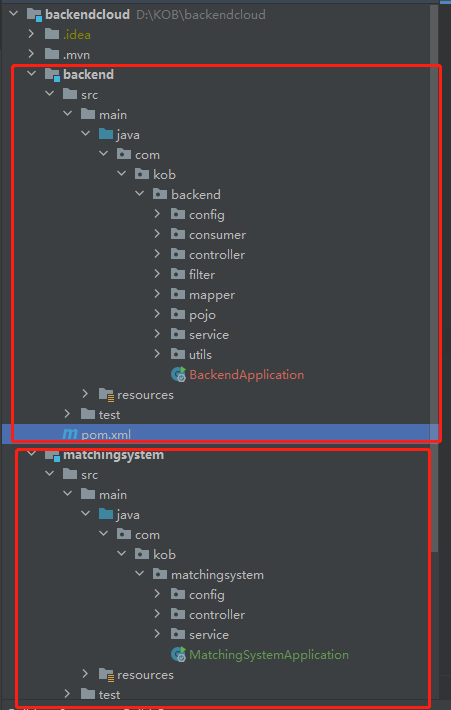 backendcloud D:\KOB\backendcloud
.idea
.mvn
backend
src
main
java
com
kob
backend
config
consumer
controller
filter
mapper
pojo
service
utils
BackendApplication
resources
test
m pom.xml
matchingsystem
src
main
java
com
kob
matchingsystem
config
controller
service
MatchingSystemApplication
resources
test